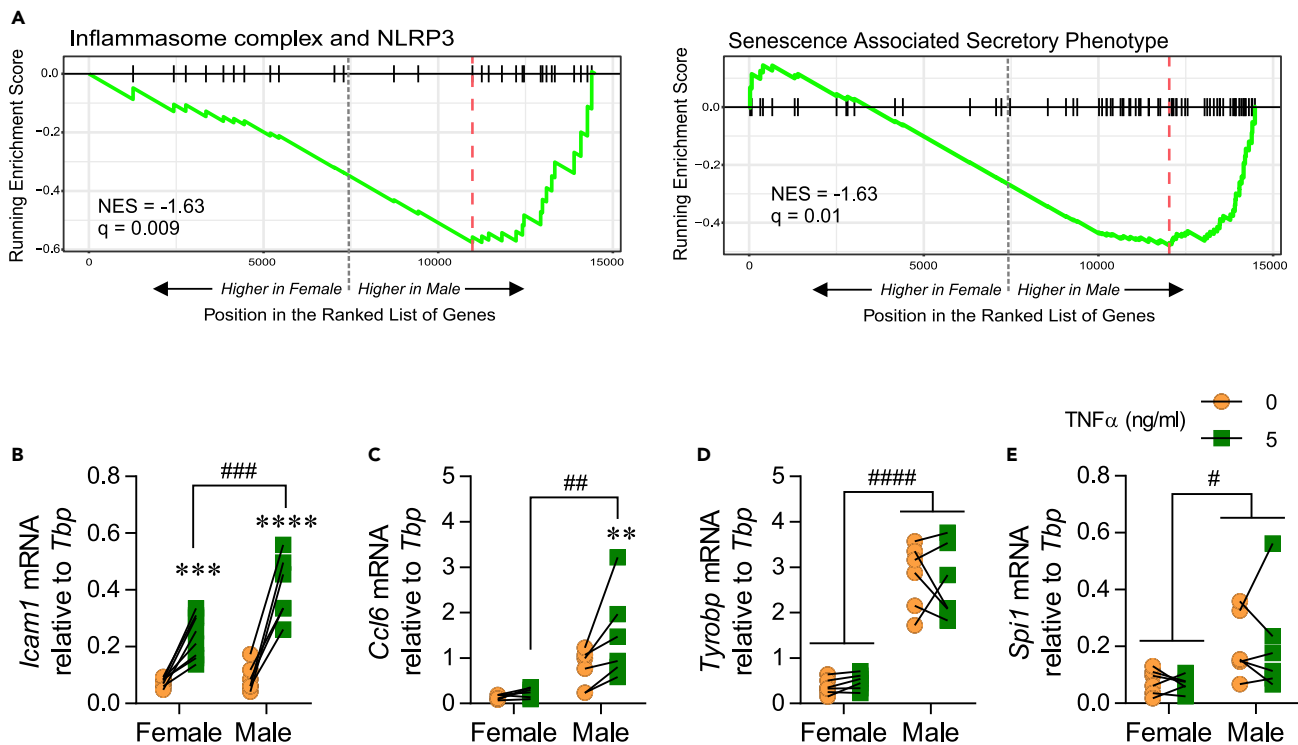 A
Inflammasome complex and NLRP3
Running Enrichment Score
0.0
−0.2
−0.4
−0.6
NES = -1.63
q = 0.009
0
5000
10000
15000
Higher in Female
Higher in Male
Position in the Ranked List of Genes
Senescence Associated Secretory Phenotype
Running Enrichment Score
0.0
−0.2
−0.4
NES = -1.63
q = 0.01
0
5000
10000
15000
Higher in Female
Higher in Male
Position in the Ranked List of Genes
TNFα (ng/ml)
0
5
B
Icam1 mRNA
relative to Tbp
0.8
0.6
0.4
0.2
0.0
###
***
****
Female
Male
C
Ccl6 mRNA
relative to Tbp
5
4
3
2
1
0
##
**
Female
Male
D
Tyrobp mRNA
relative to Tbp
5
4
3
2
1
0
####
Female
Male
E
Spi1 mRNA
relative to Tbp
0.8
0.6
0.4
0.2
0.0
#
Female
Male